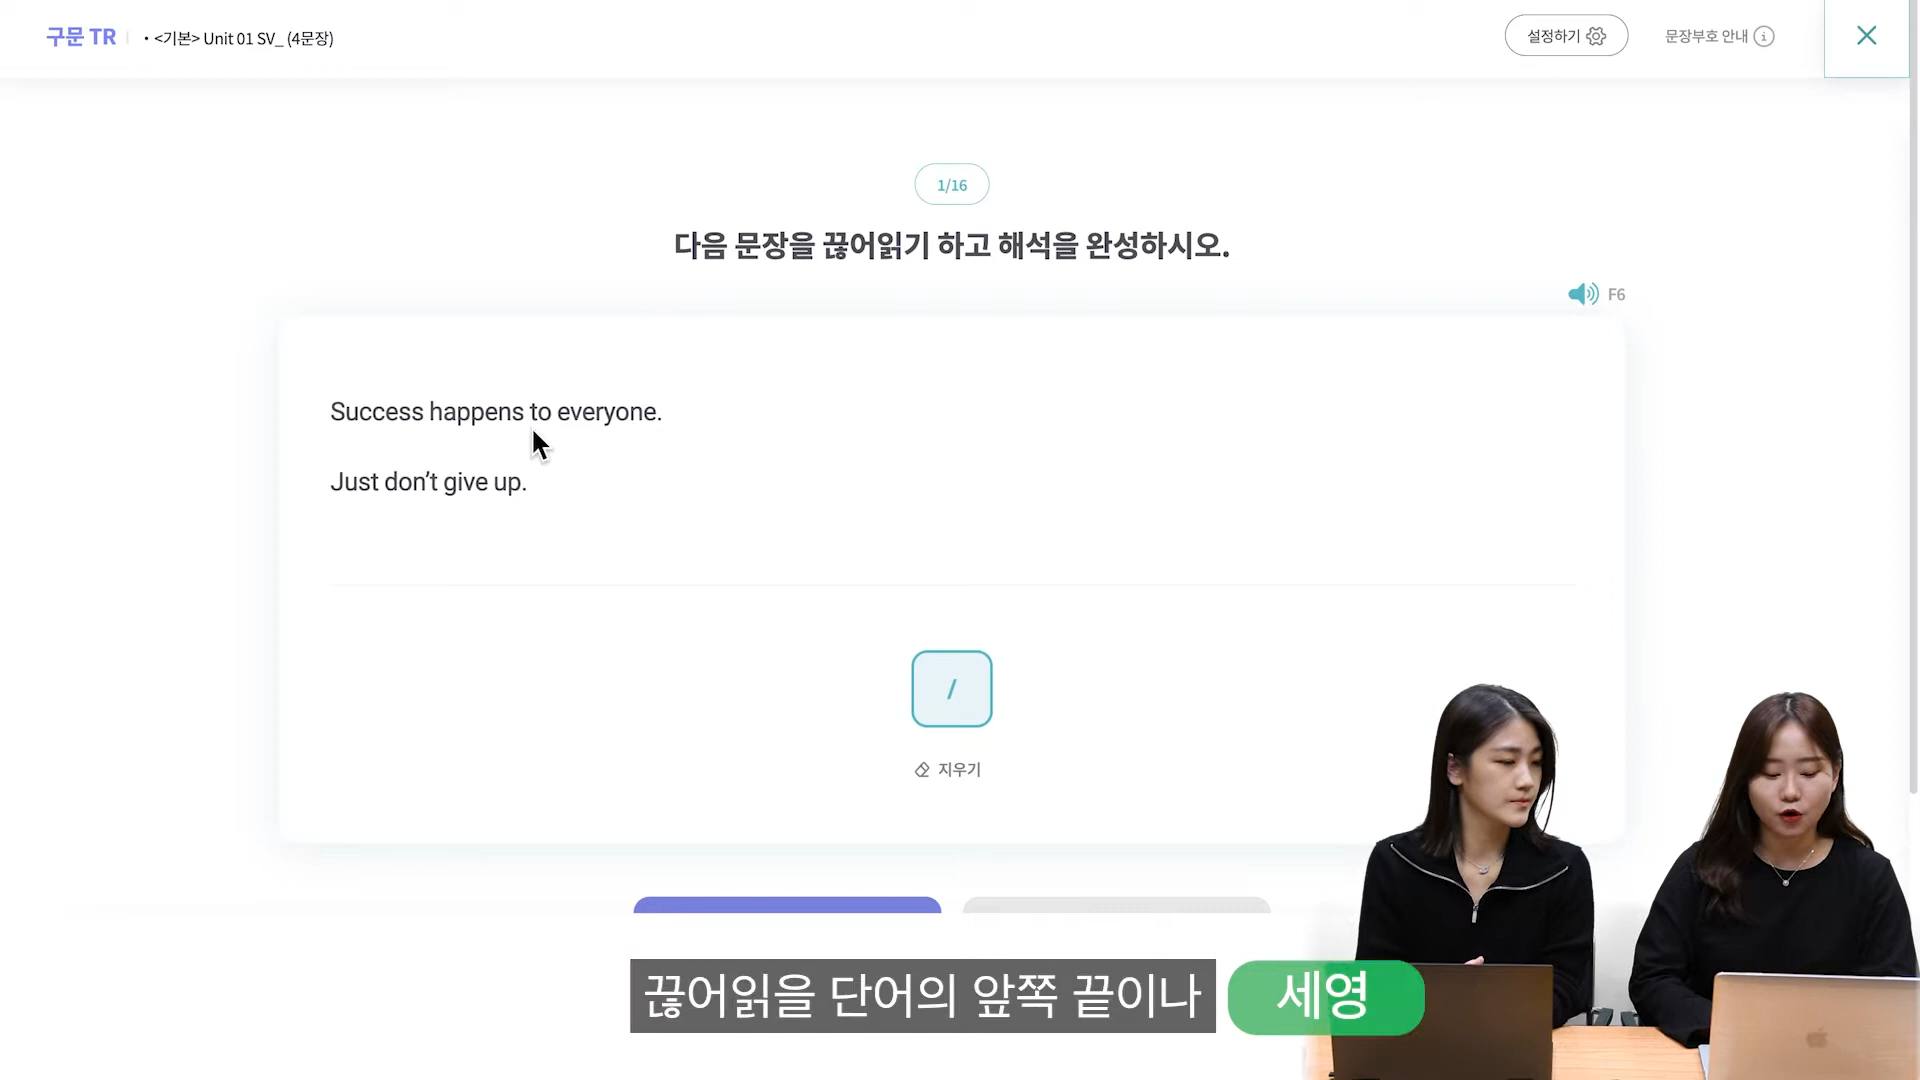 구문 TR
• <기본> Unit 01 SV_ (4문장)
설정하기
문장부호 안내
1/16
다음 문장을 끊어읽기 하고 해석을 완성하시오.
F6
Success happens to everyone.
Just don't give up.
/
지우기
끊어읽을 단어의 앞쪽 끝이나
세영